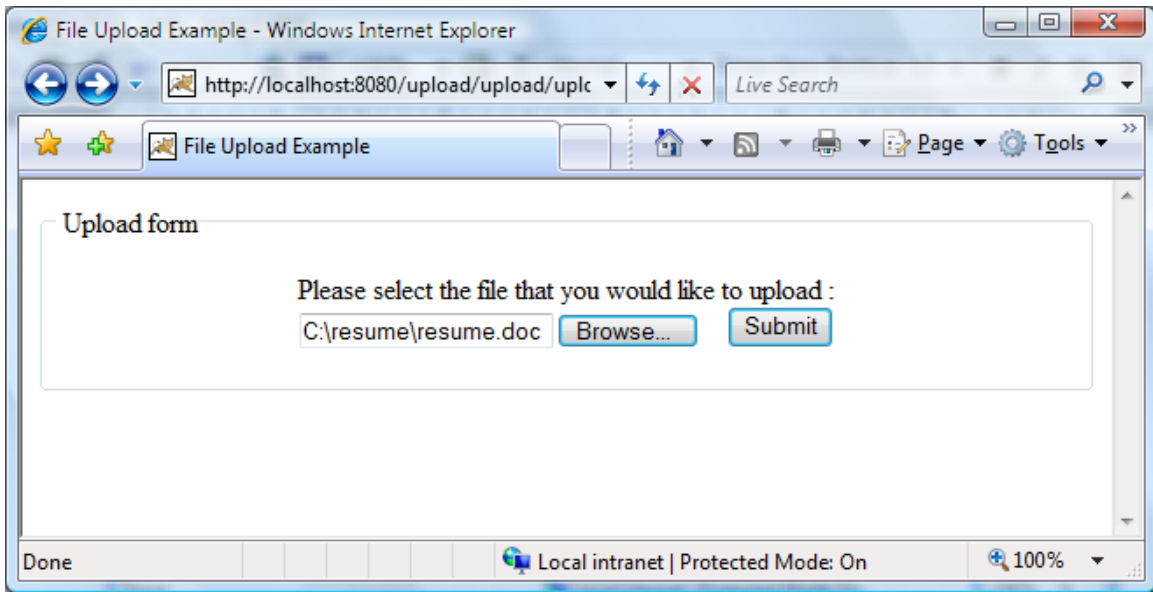 File Upload Example - Windows Internet Explorer
http://localhost:8080/upload/upload/uplc
Live Search
File Upload Example
Page
Tools
Upload form
Please select the file that you would like to upload :
C:\resume\resume.doc Browse... Submit
Done
Local intranet | Protected Mode: On
100%